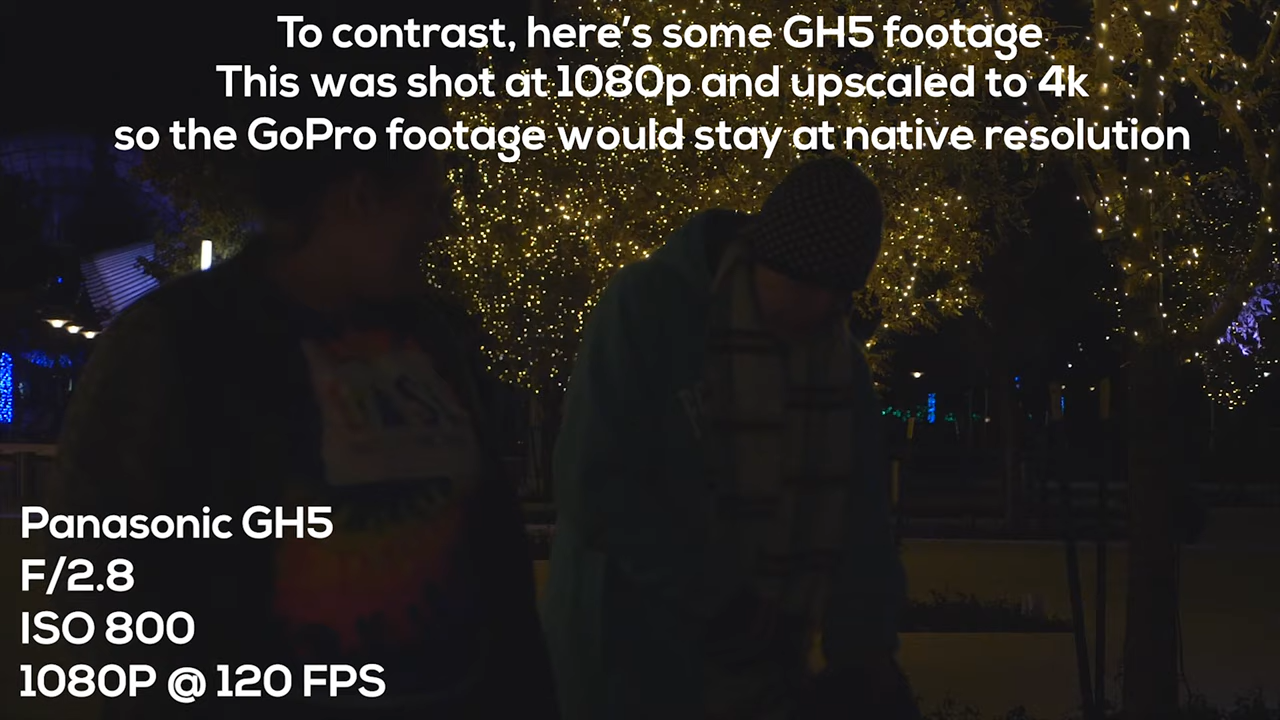 To contrast, here's some GH5 footage
This was shot at 1080p and upscaled to 4k
so the GoPro footage would stay at native resolution
Panasonic GH5
F/2.8
ISO 800
1080P @ 120 FPS